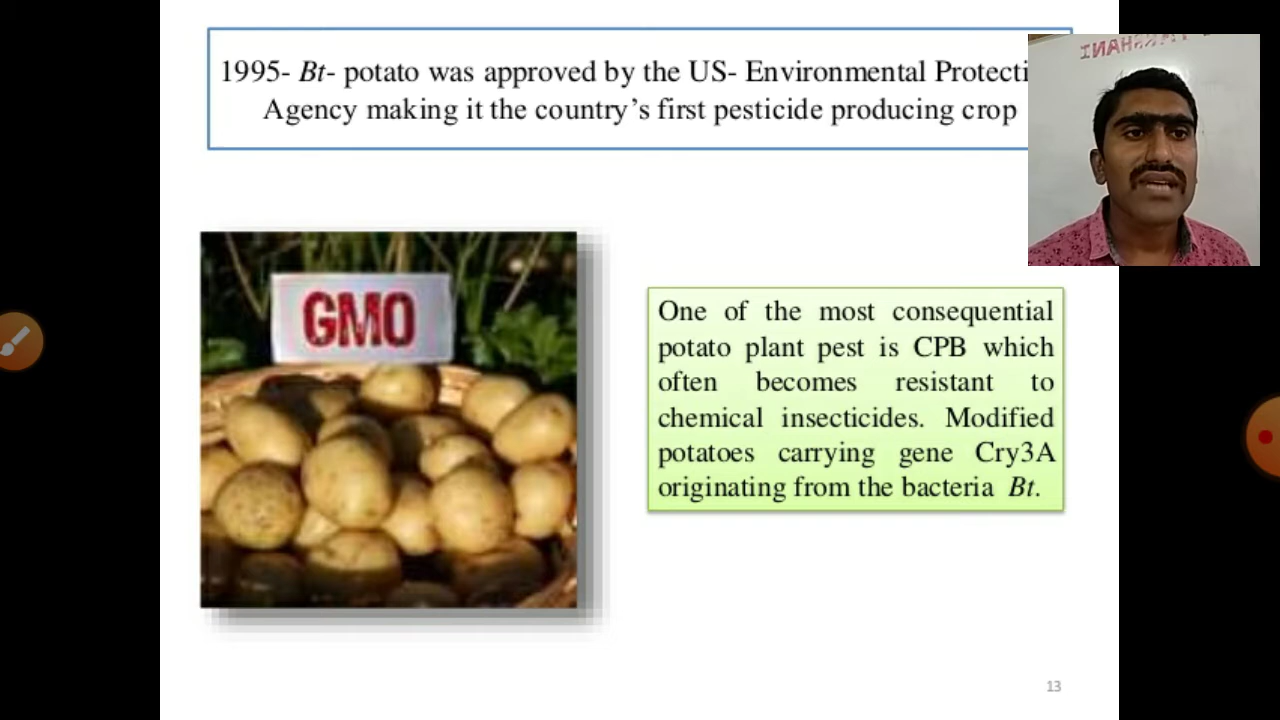 1995- Bt- potato was approved by the US- Environmental Protecti
Agency making it the country’s first pesticide producing crop
GMO
One of the most consequential
potato plant pest is CPB which
often becomes resistant to
chemical insecticides. Modified
potatoes carrying gene Cry3A
originating from the bacteria Bt.
13